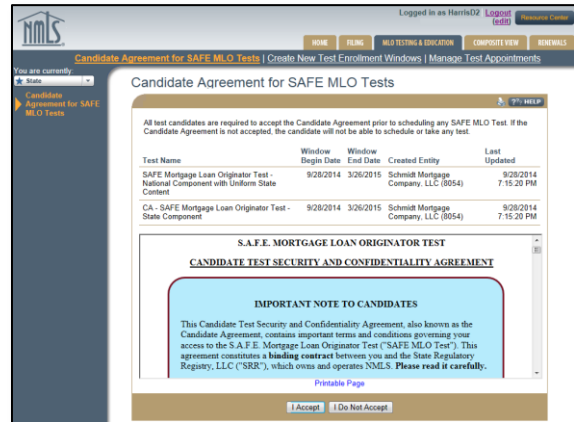 NMLS
Logged in as HarrisD2 Logout (edit) Resource Center
HOME FILING MLO TESTING & EDUCATION COMPOSITE VIEW RENEWALS
Candidate Agreement for SAFE MLO Tests | Create New Test Enrollment Windows | Manage Test Appointments
You are currently:
State
Candidate
Agreement for SAFE
MLO Tests
Candidate Agreement for SAFE MLO Tests
HELP
All test candidates are required to accept the Candidate Agreement prior to scheduling any SAFE MLO Test. If the
Candidate Agreement is not accepted, the candidate will not be able to schedule or take any test.
Test Name Window Begin Date Window End Date Created Entity Last Updated
SAFE Mortgage Loan Originator Test - 9/28/2014 3/26/2015 Schmidt Mortgage 9/28/2014
National Component with Uniform State Company, LLC (8054) 7:15:20 PM
Content
CA - SAFE Mortgage Loan Originator Test - 9/28/2014 3/26/2015 Schmidt Mortgage 9/28/2014
State Component Company, LLC (8054) 7:15:20 PM
S.A.F.E. MORTGAGE LOAN ORIGINATOR TEST
CANDIDATE TEST SECURITY AND CONFIDENTIALITY AGREEMENT
IMPORTANT NOTE TO CANDIDATES
This Candidate Test Security and Confidentiality Agreement, also known as the
Candidate Agreement, contains important terms and conditions governing your
access to the S.A.F.E. Mortgage Loan Originator Test ("SAFE MLO Test"). This
agreement constitutes a binding contract between you and the State Regulatory
Registry, LLC ("SRR"), which owns and operates NMLS. Please read it carefully.
Printable Page
I Accept I Do Not Accept